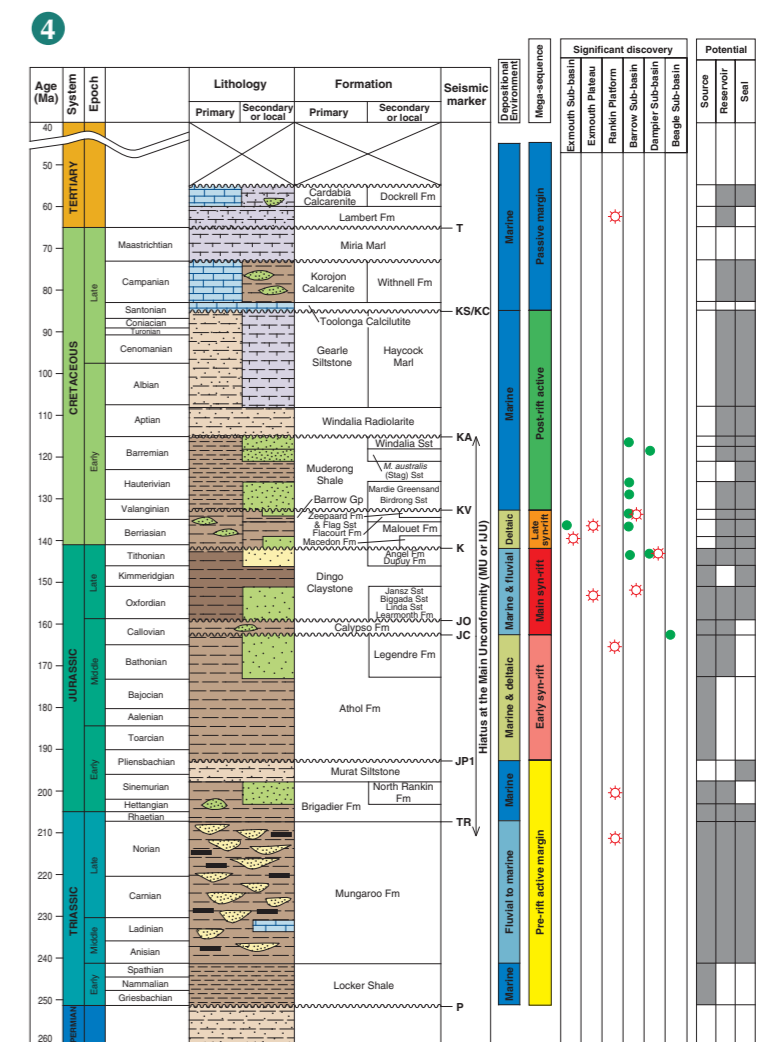 4
Age
(Ma)
System
Epoch
Lithology
Primary
Secondary
or local
Formation
Primary
Secondary
or local
Seismic
marker
Depositional
Environment
Mega-sequence
Significant discovery
Exmouth Sub-basin
Exmouth Plateau
Rankin Platform
Barrow Sub-basin
Dampier Sub-basin
Beagle Sub-basin
Potential
Source
Reservoir
Seal
40
50
60
70
80
90
100
110
120
130
140
150
160
170
180
190
200
210
220
230
240
250
260
TERTIARY
CRETACEOUS
JURASSIC
TRIASSIC
PERMIAN
Late
Early
Late
Middle
Early
Late
Middle
Early
Maastrichtian
Campanian
Santonian
Coniacian
Turonian
Cenomanian
Albian
Aptian
Barremian
Hauterivian
Valanginian
Berriasian
Tithonian
Kimmeridgian
Oxfordian
Callovian
Bathonian
Bajocian
Aalenian
Toarcian
Pliensbachian
Sinemurian
Hettangian
Rhaetian
Norian
Carnian
Ladinian
Anisian
Spathian
Nammalian
Griesbachian
Cardabia
Calcarenite
Dockrell Fm
Lambert Fm
Miria Marl
Korojon
Calcarenite
Withnell Fm
Toolonga Calcilutite
Gearle
Siltstone
Haycock
Marl
Windalia Radiolarite
Windalia Sst
Muderong
Shale
M. australis
(Stag) Sst
Mardie Greensand
Birdrong Sst
Barrow Gp
Zeepaard Fm
& Flag Sst
Flacourt Fm
Malouet Fm
Macedon Fm
Angel Fm
Dupuy Fm
Dingo
Claystone
Jansz Sst
Biggada Sst
Linda Sst
Learmonth Fm
Calypso Fm
Legendre Fm
Athol Fm
Murat Siltstone
North Rankin
Fm
Brigadier Fm
Mungaroo Fm
Locker Shale
T
KS/KC
KA
KV
K
JO
JC
JP1
TR
P
Hiatus at the Main Unconformity (MU or IJU)
Marine
Marine
Deltaic
Marine & fluvial
Marine & deltaic
Marine
Fluvial to marine
Marine
Passive margin
Post-rift active
Late
syn-rift
Main syn-rift
Early syn-rift
Pre-rift active margin